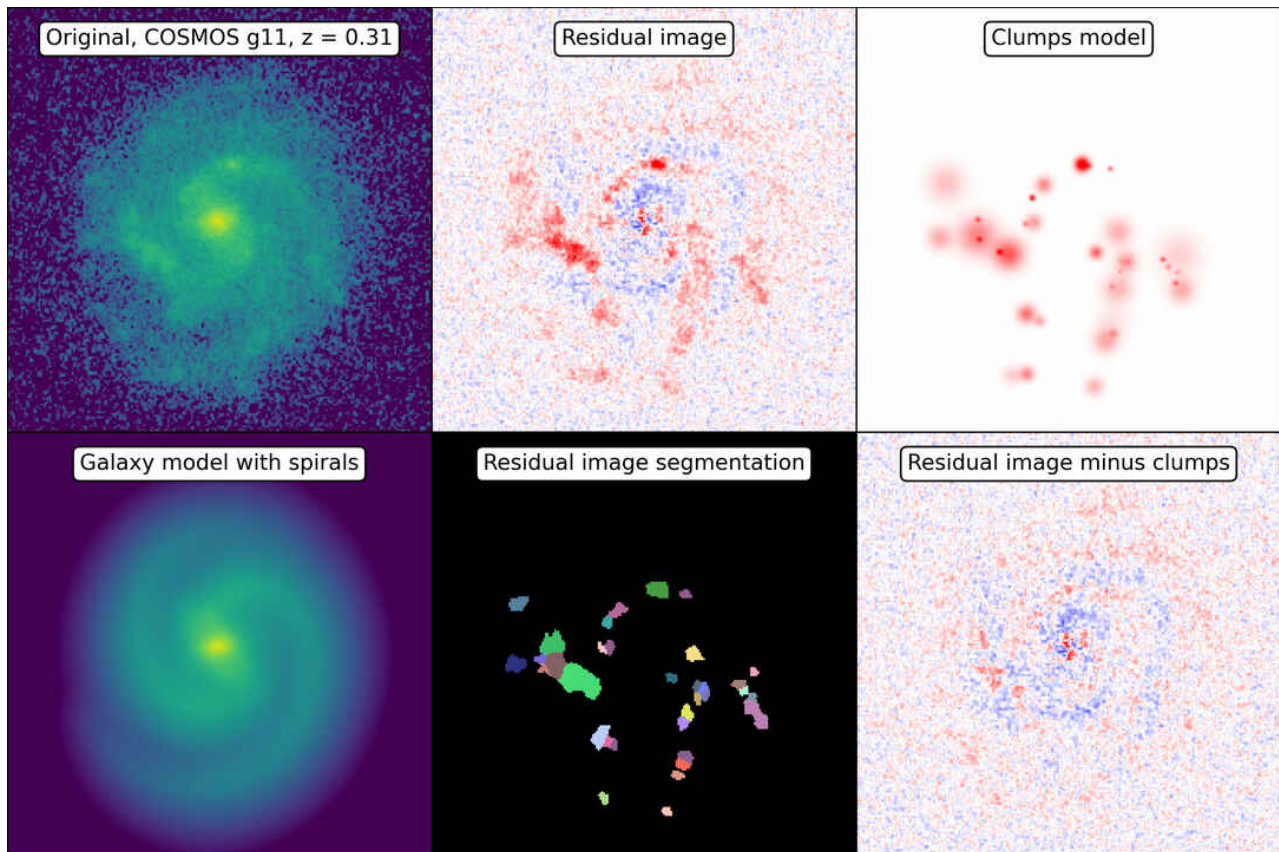 Original, COSMOS g11, z = 0.31
Residual image
Clumps model
Galaxy model with spirals
Residual image segmentation
Residual image minus clumps